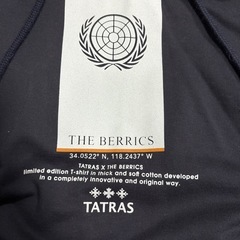 THE BERRICS
34.0522° N, 118.2437° W
TATRAS X THE BERRICS
limited edition T-shirt in thick and soft cotton developed
in a completely innovative and original way.
TATRAS